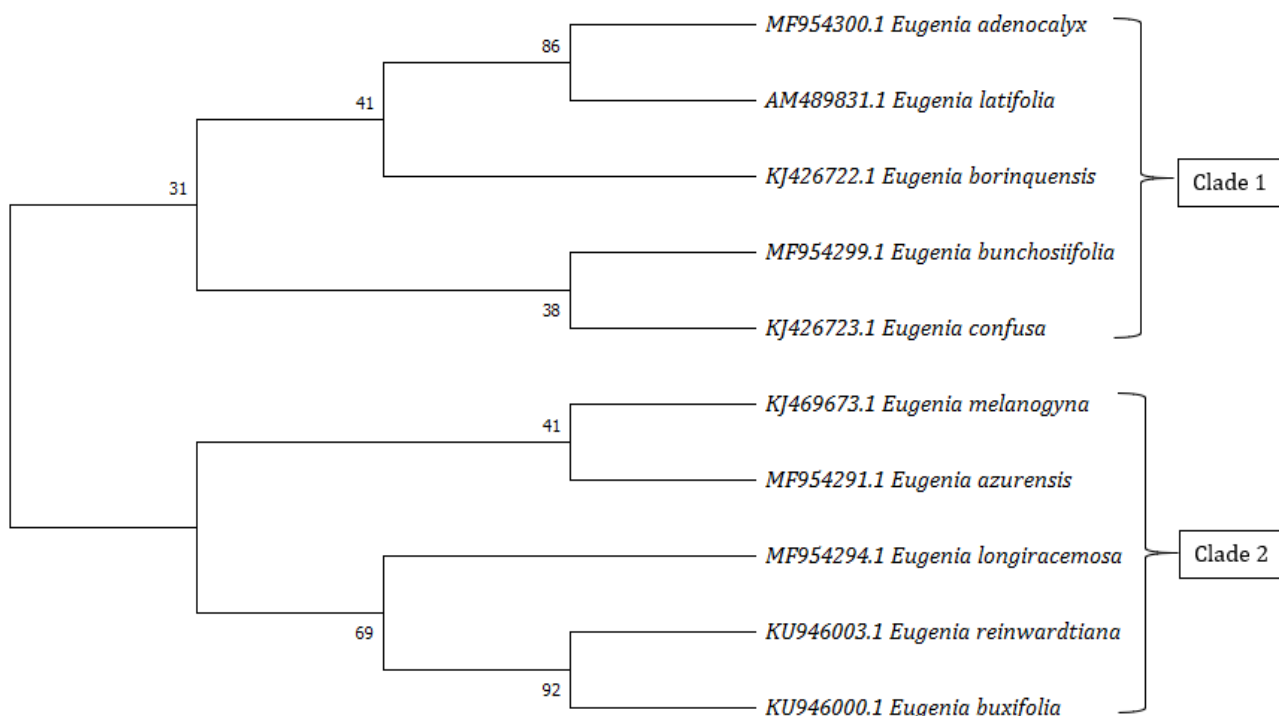 MF954300.1 Eugenia adenocalyx
86
AM489831.1 Eugenia latifolia
41
KJ426722.1 Eugenia borinquensis
Clade 1
31
MF954299.1 Eugenia bunchosiifolia
38
KJ426723.1 Eugenia confusa
KJ469673.1 Eugenia melanogyna
41
MF954291.1 Eugenia azurensis
MF954294.1 Eugenia longiracemosa
Clade 2
69
KU946003.1 Eugenia reinwardtiana
92
KU946000.1 Eugenia buxifolia